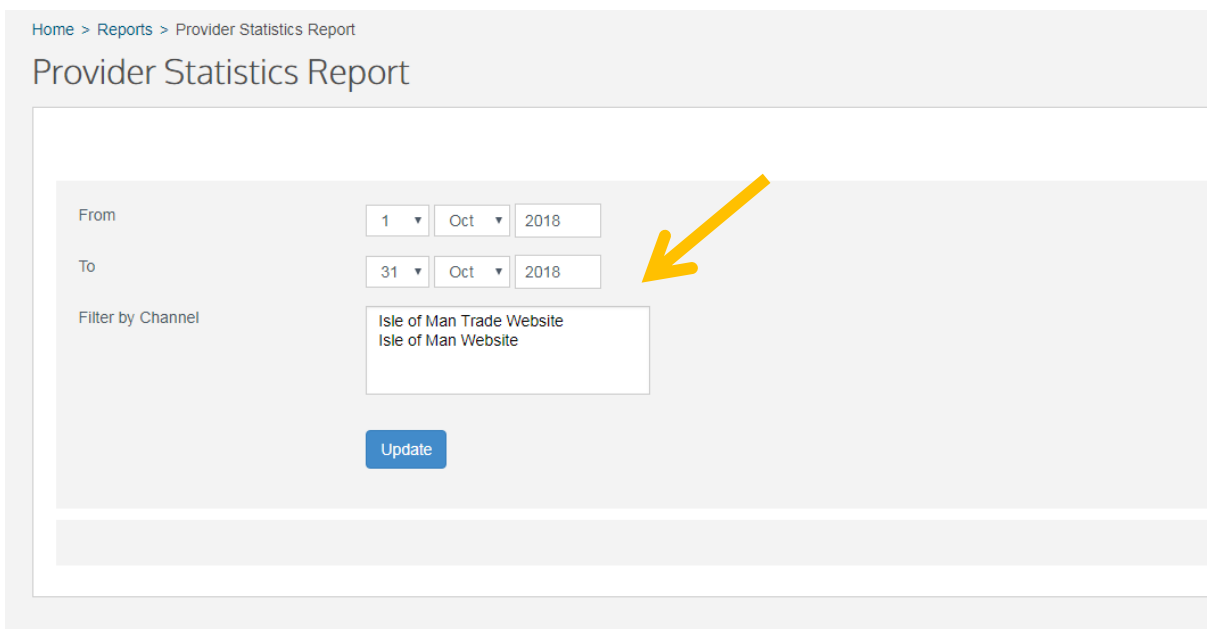 Home > Reports > Provider Statistics Report
Provider Statistics Report
From 1 Oct 2018
To 31 Oct 2018
Filter by Channel Isle of Man Trade Website
Isle of Man Website
Update